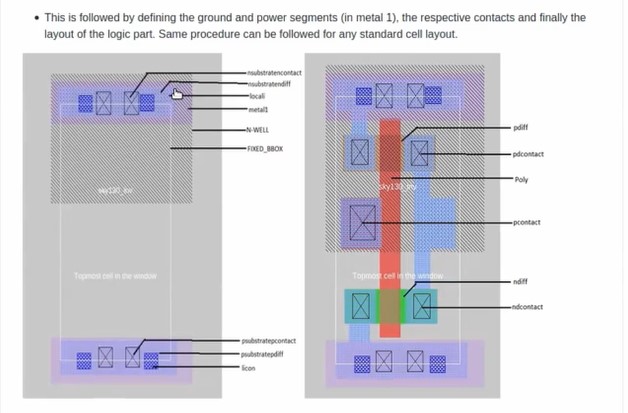 This is followed by defining the ground and power segments (in metal 1), the respective contacts and finally the
layout of the logic part. Same procedure can be followed for any standard cell layout.
nsubstratencontact
nsubstratendiff
locali
metal1
N-WELL
FIXED_BBOX
Topmost cell in the window
psubstratepcontact
psubstratepdiff
licon
pdiff
pdcontact
Poly
pcontact
Topmost cell in the window
ndiff
ndcontact